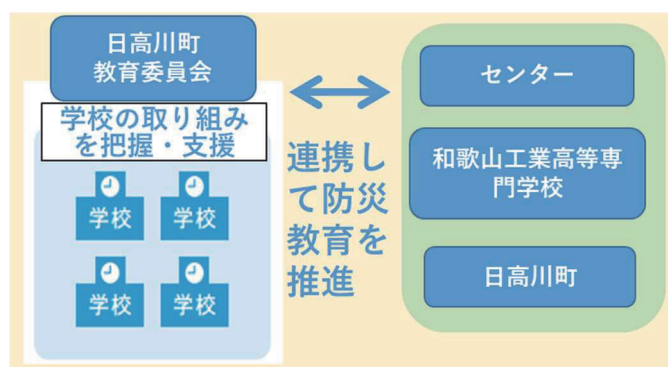 日高川町
教育委員会
学校の取り組み
を把握・支援
学校
学校
学校
学校
連携し
て防災
教育を
推進
センター
和歌山工業高等専
門学校
日高川町